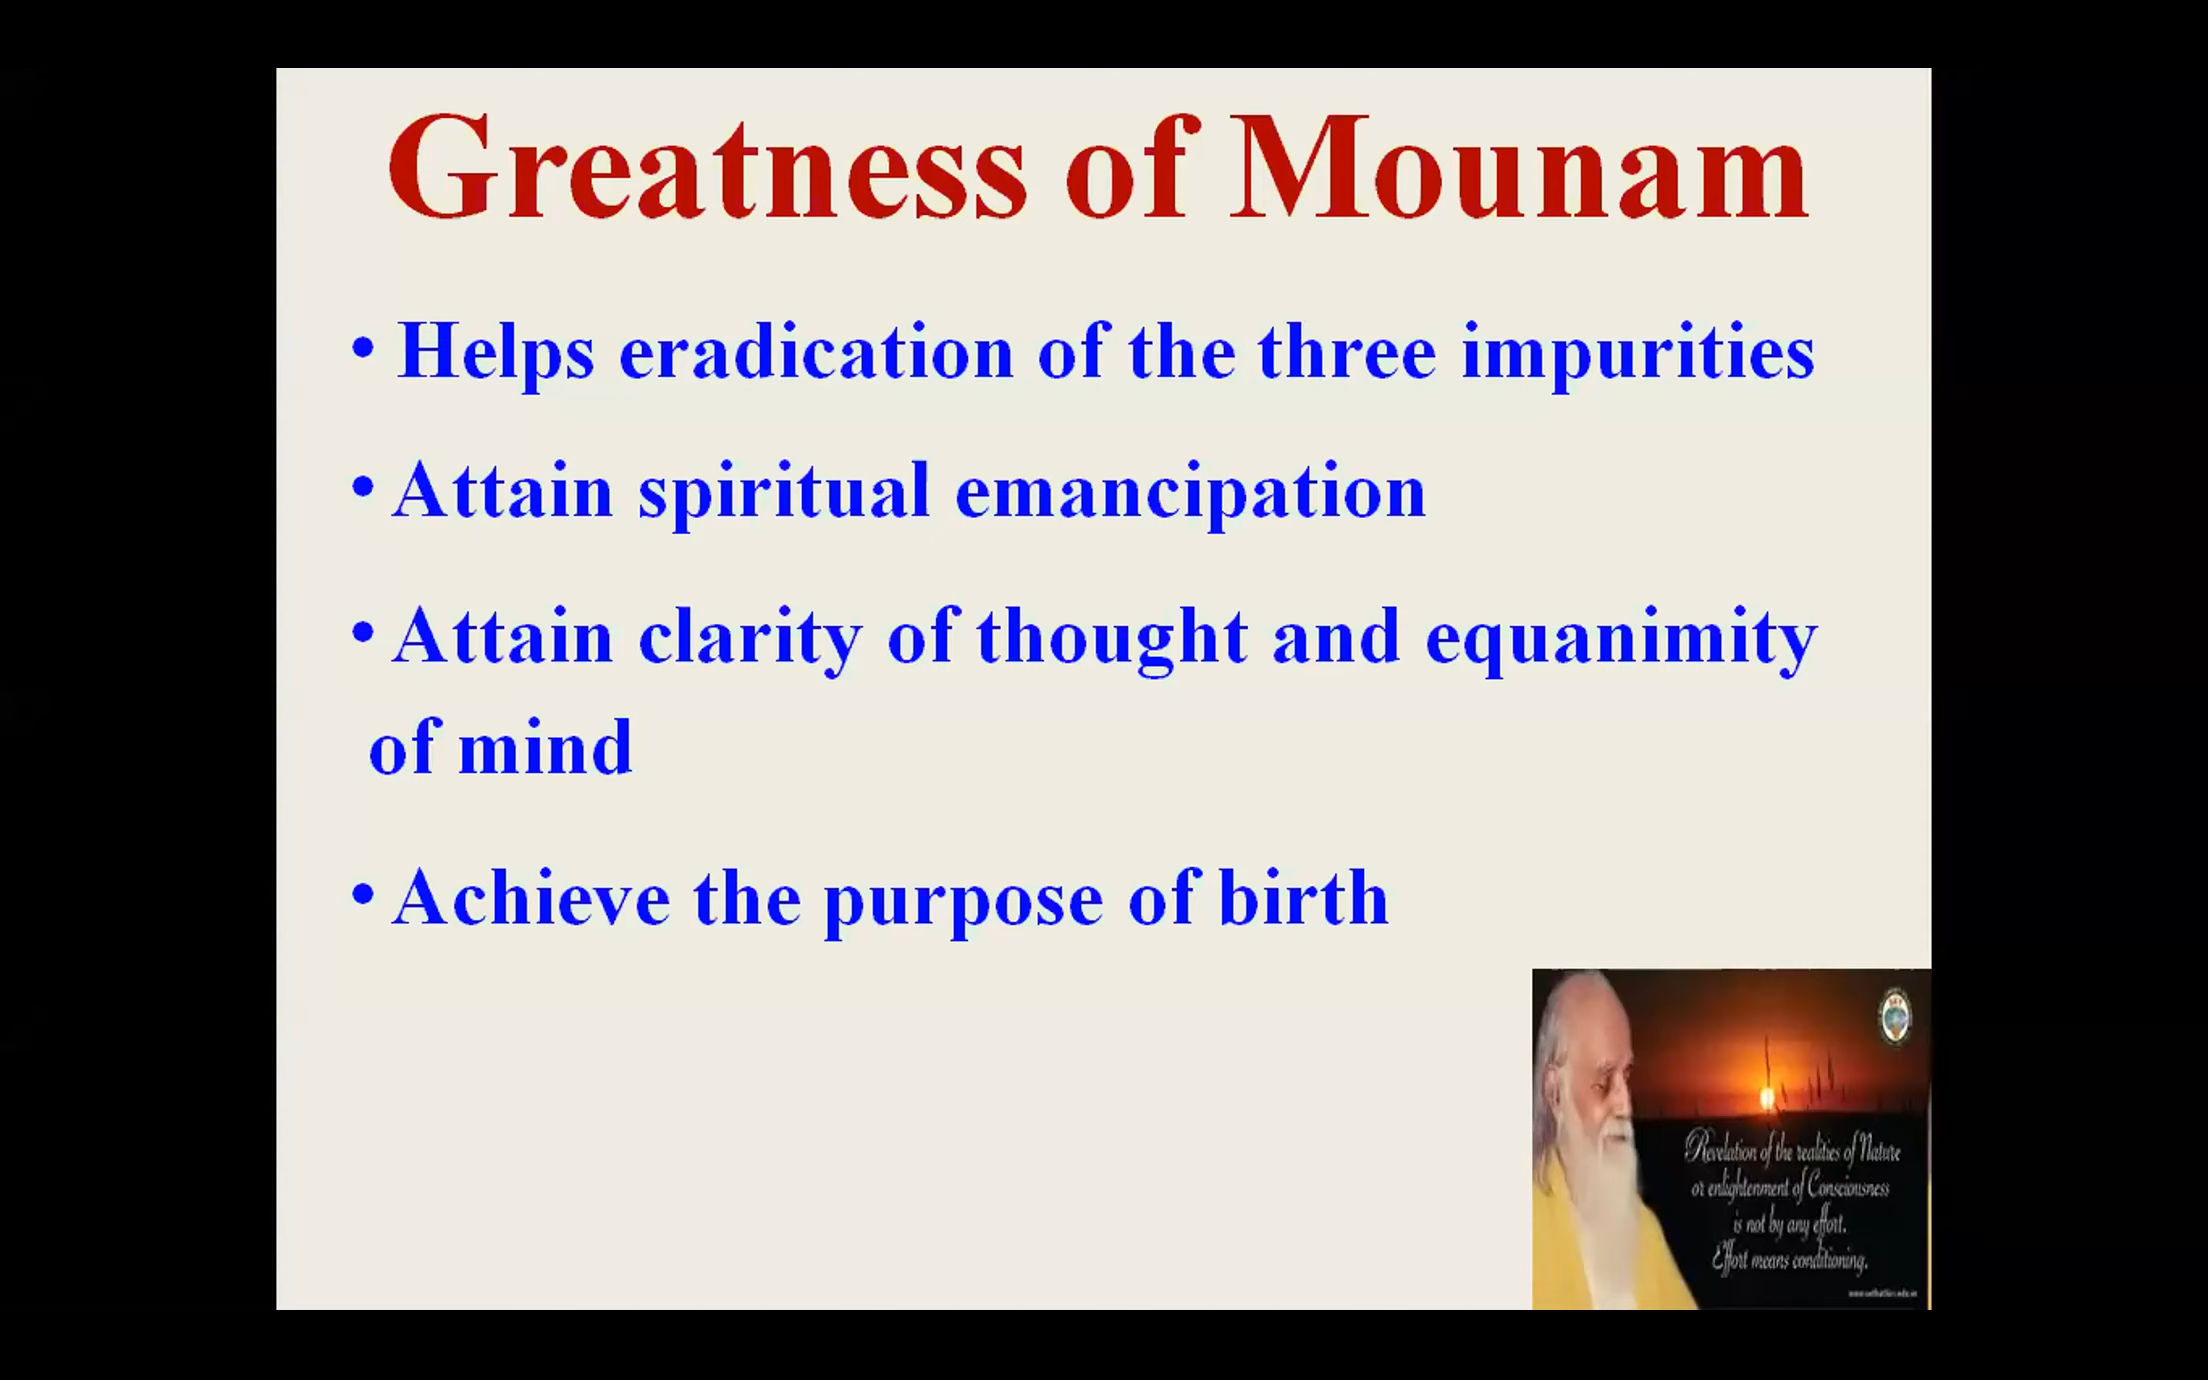 Greatness of Mounam
• Helps eradication of the three impurities
• Attain spiritual emancipation
• Attain clarity of thought and equanimity
of mind
• Achieve the purpose of birth
Revelation of the realities of Nature
or enlightenment of Consciousness
is not by any effort.
Effort means conditioning.